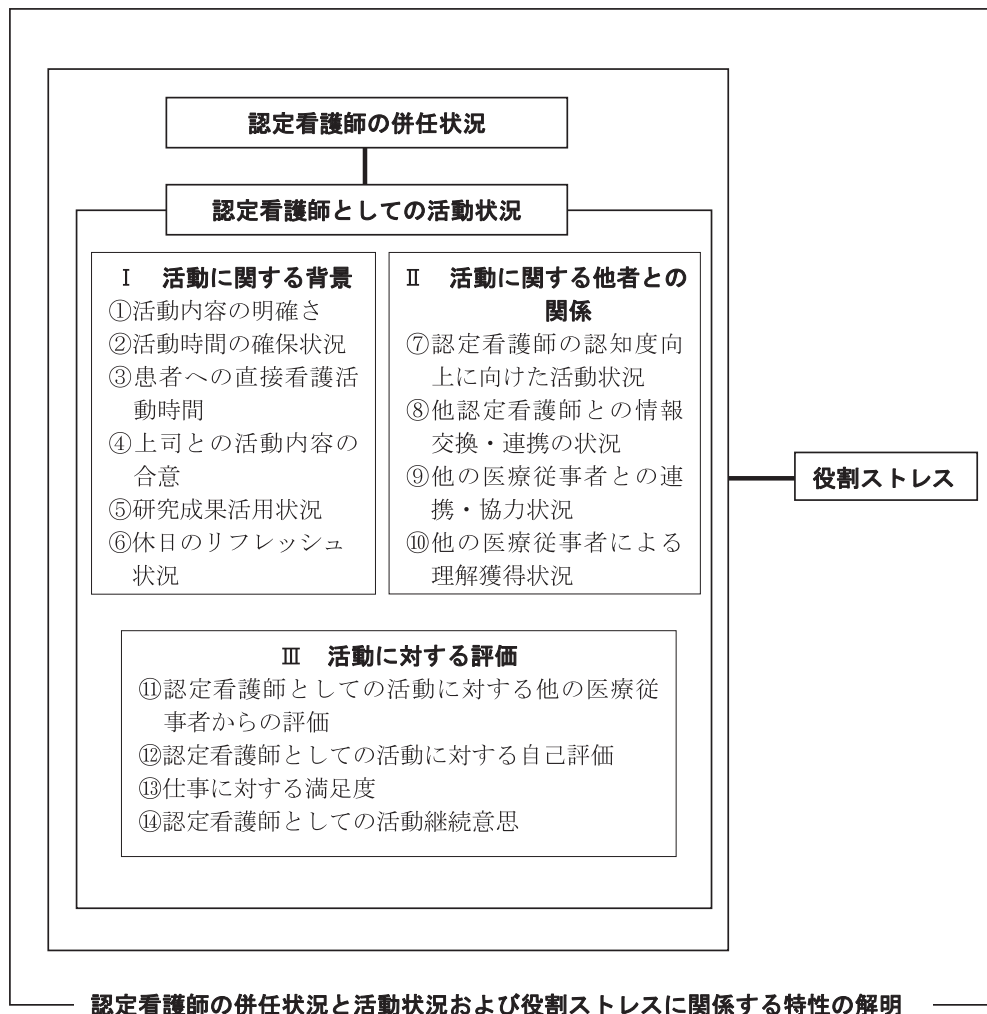 認定看護師の併任状況
認定看護師としての活動状況
Ⅰ 活動に関する背景
①活動内容の明確さ
②活動時間の確保状況
③患者への直接看護活
動時間
④上司との活動内容の
合意
⑤研究成果活用状況
⑥休日のリフレッシュ
状況
Ⅱ 活動に関する他者との
関係
⑦認定看護師の認知度向
上に向けた活動状況
⑧他認定看護師との情報
交換・連携の状況
⑨他の医療従事者との連
携・協力状況
⑩他の医療従事者による
理解獲得状況
Ⅲ 活動に対する評価
⑪認定看護師としての活動に対する他の医療従
事者からの評価
⑫認定看護師としての活動に対する自己評価
⑬仕事に対する満足度
⑭認定看護師としての活動継続意思
役割ストレス
認定看護師の併任状況と活動状況および役割ストレスに関係する特性の解明